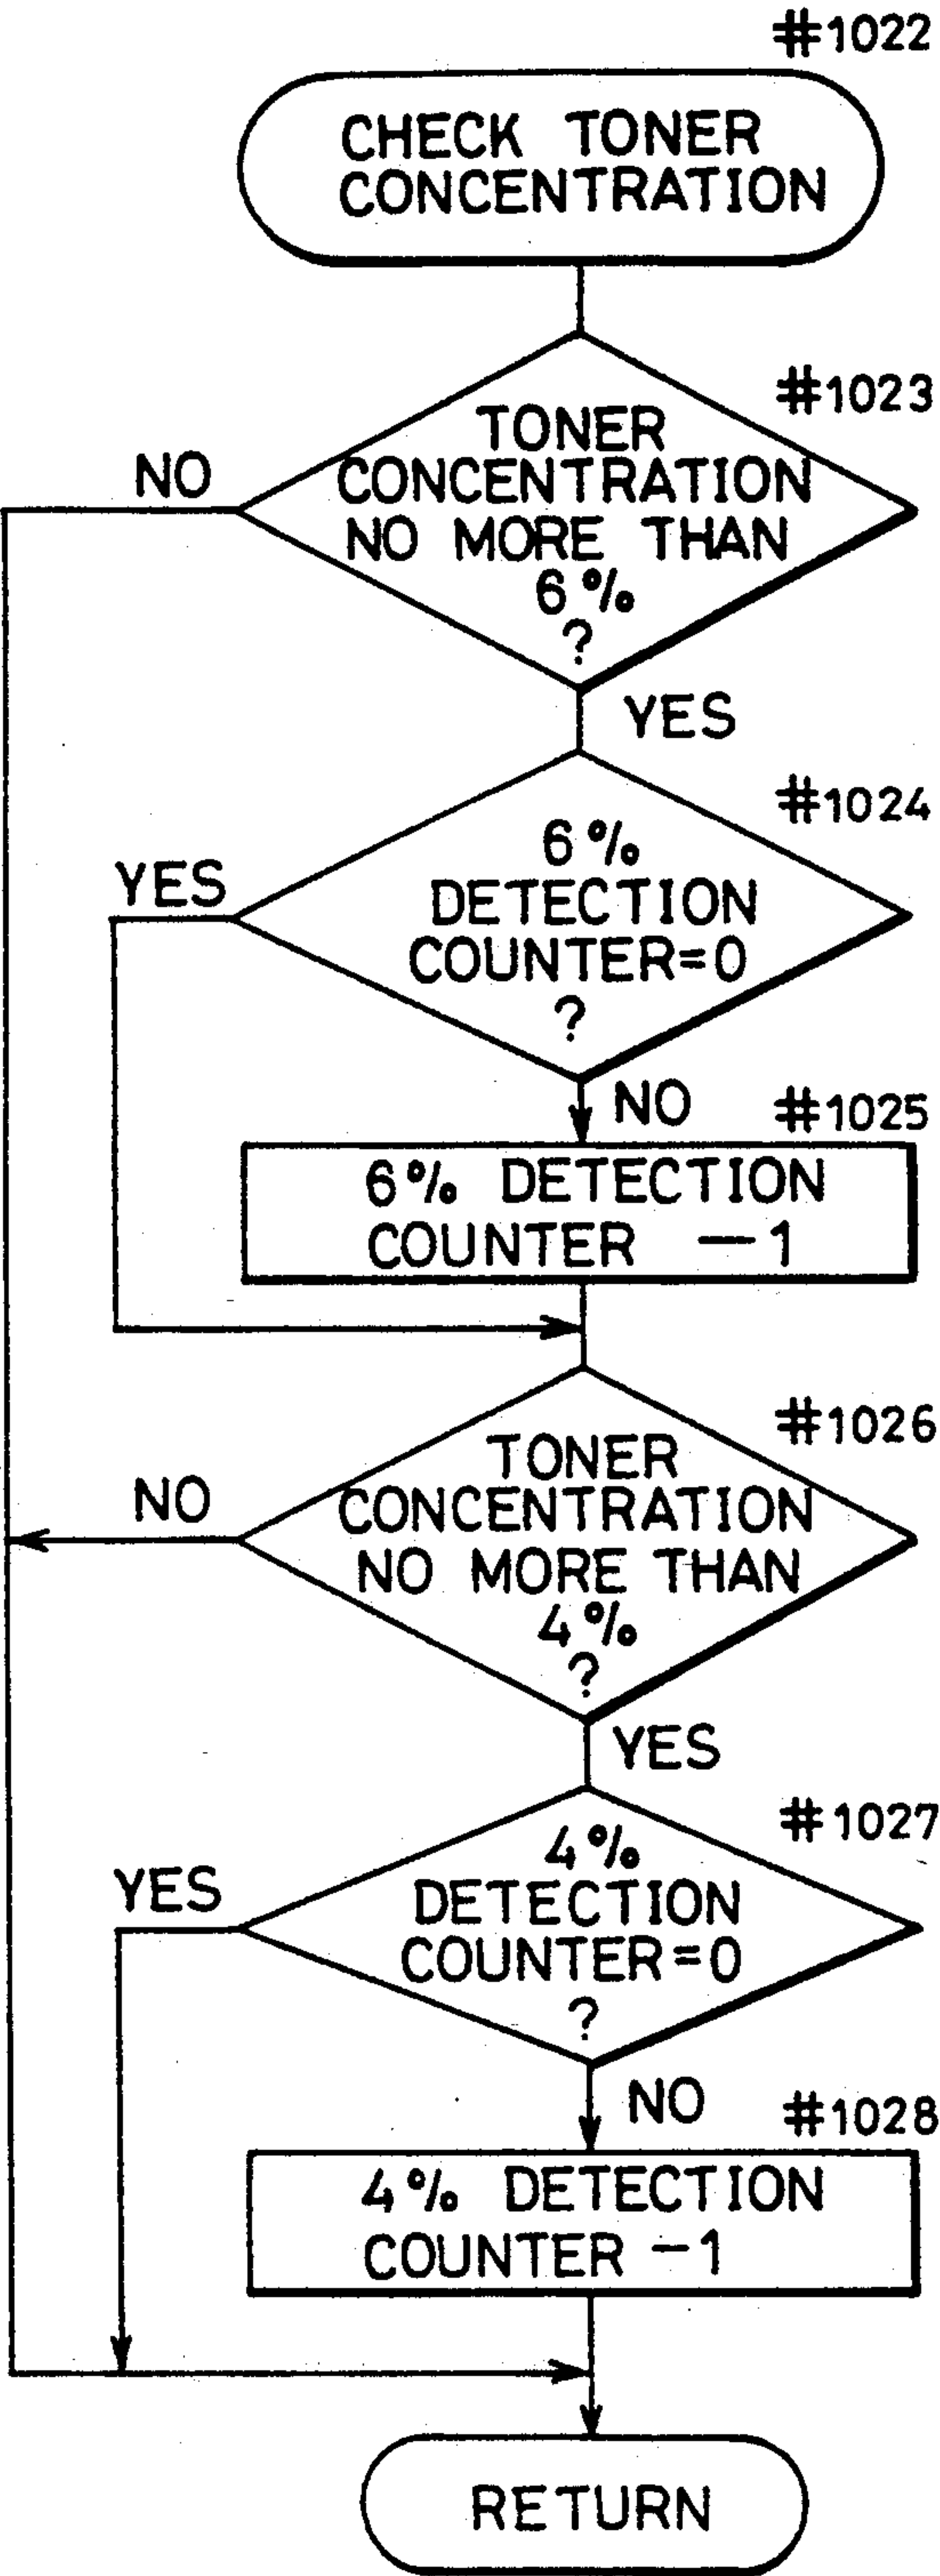 #1022
CHECK TONER
CONCENTRATION
#1023
TONER
CONCENTRATION
NO MORE THAN
6%
?
NO
YES
#1024
6%
DETECTION
COUNTER=0
?
YES
NO
#1025
6% DETECTION
COUNTER —1
#1026
TONER
CONCENTRATION
NO MORE THAN
4%
?
NO
YES
#1027
4%
DETECTION
COUNTER=0
?
YES
NO
#1028
4% DETECTION
COUNTER -1
RETURN